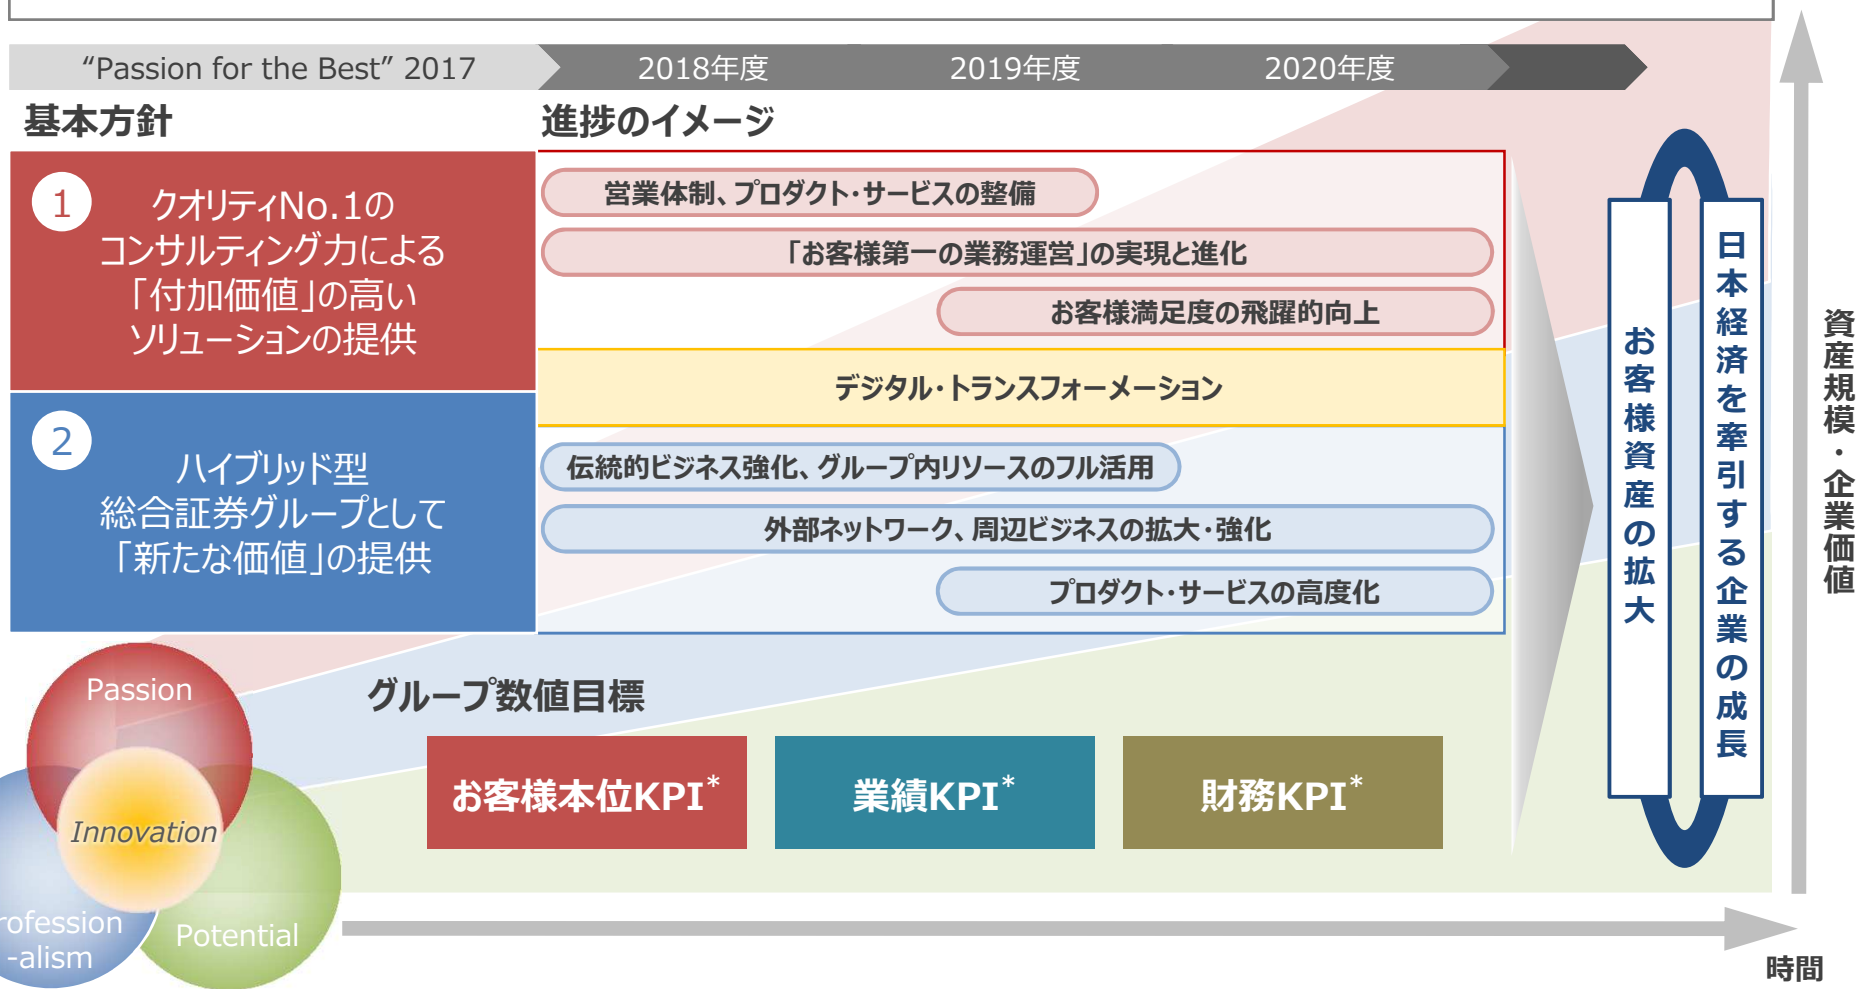 “Passion for the Best” 2017
2018年度
2019年度
2020年度
基本方針
進捗のイメージ
1
クオリティNo.1の
コンサルティング力による
「付加価値」の高い
ソリューションの提供
営業体制、プロダクト・サービスの整備
「お客様第一の業務運営」の実現と進化
お客様満足度の飛躍的向上
デジタル・トランスフォーメーション
2
ハイブリッド型
総合証券グループとして
「新たな価値」の提供
伝統的ビジネス強化、グループ内リソースのフル活用
外部ネットワーク、周辺ビジネスの拡大・強化
プロダクト・サービスの高度化
お客様資産の拡大
日本経済を牽引する企業の成長
資産規模・企業価値
グループ数値目標
お客様本位KPI*
業績KPI*
財務KPI*
Passion
Innovation
rofession
-alism
Potential
時間